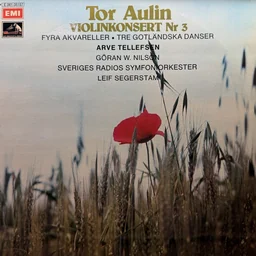 EMI
Tor Aulin
VIOLINKONSERT Nr 3
FYRA AKVARELLER • TRE GOTLÄNDSKA DANSER
ARVE TELLEFSEN
GÖRAN W. NILSON
SVERIGES RADIOS SYMFONIORKESTER
LEIF SEGERSTAM